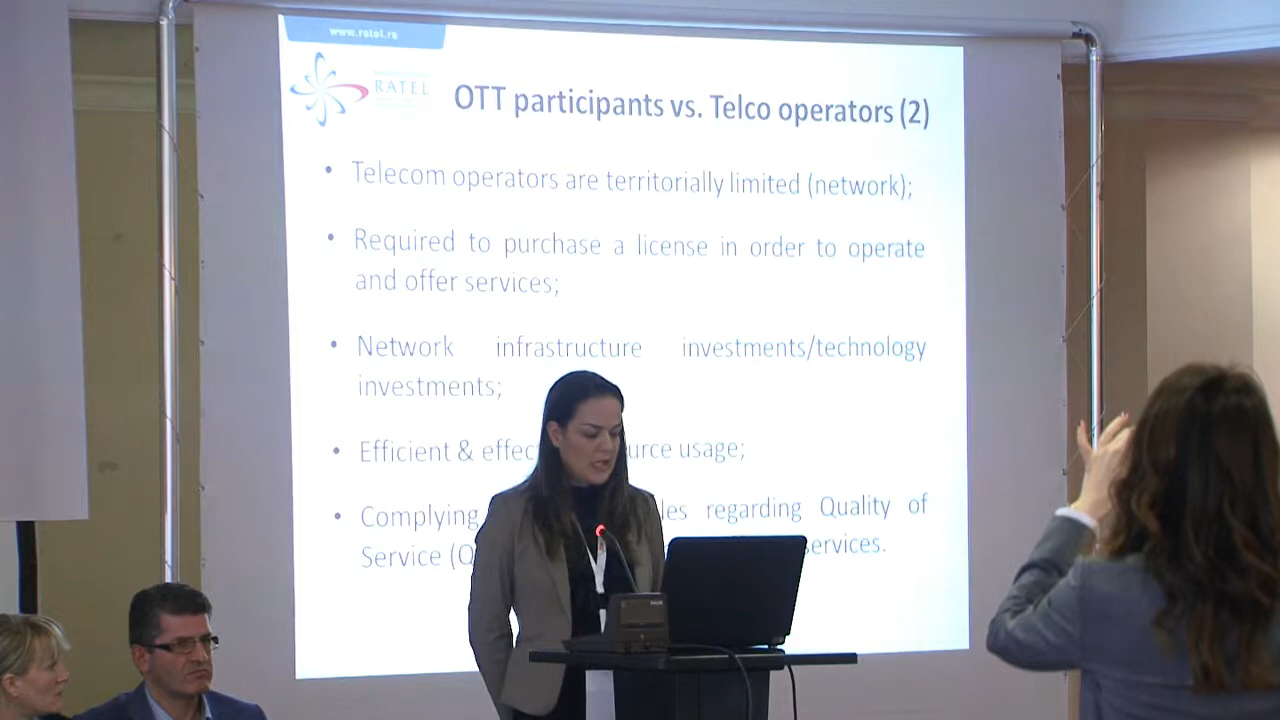 www.ratel.rs
RATEL
OTT participants vs. Telco operators (2)
• Telecom operators are territorially limited (network);
• Required to purchase a license in order to operate
and offer services;
• Network infrastructure investments/technology
investments;
• Efficient & effec urce usage;
• Complying les regarding Quality of
Service (Q services.